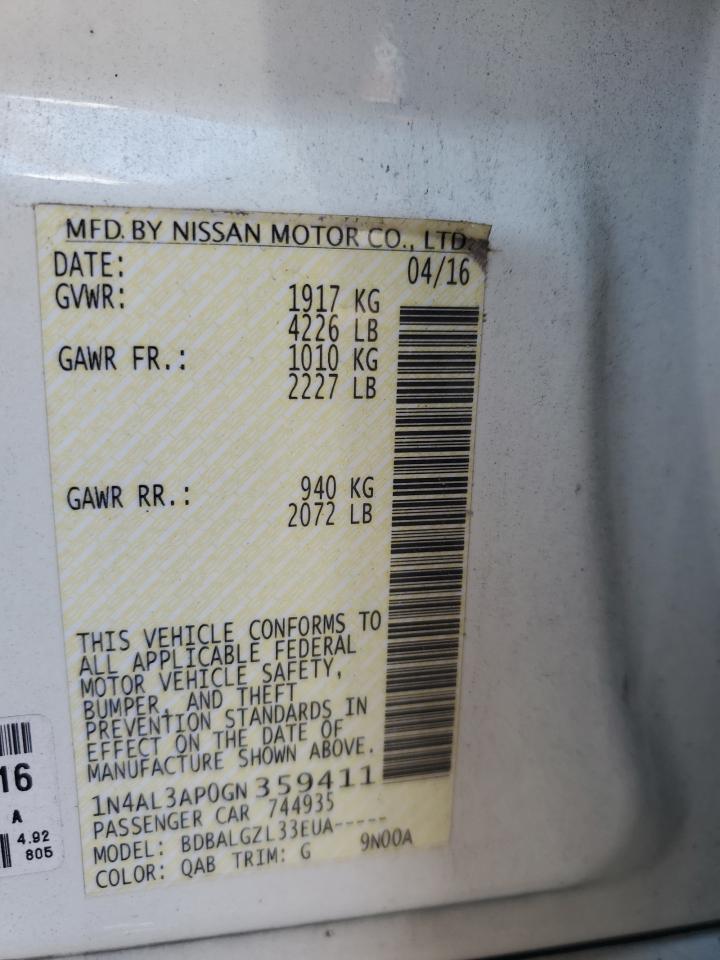 MFD. BY NISSAN MOTOR CO., LTD.
DATE: 04/16
GVWR: 1917 KG
4226 LB
GAWR FR.: 1010 KG
2227 LB
GAWR RR.: 940 KG
2072 LB
THIS VEHICLE CONFORMS TO
ALL APPLICABLE FEDERAL
MOTOR VEHICLE SAFETY,
BUMPER, AND THEFT
PREVENTION STANDARDS IN
EFFECT ON THE DATE OF
MANUFACTURE SHOWN ABOVE.
1N4AL3AP0GN359411
PASSENGER CAR 744935
MODEL: BDBALGZL33EUA-----
COLOR: QAB TRIM: G 9N00A
16
A
4.92
805